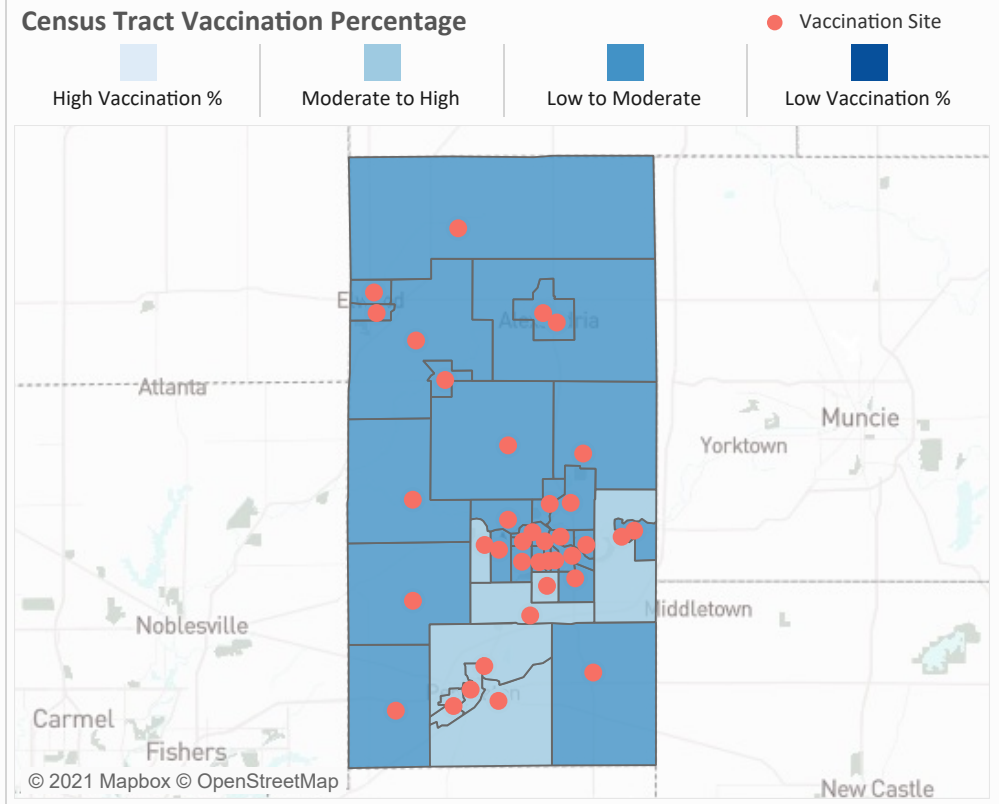 Census Tract Vaccination Percentage
Vaccination Site
High Vaccination %
Moderate to High
Low to Moderate
Low Vaccination %
Atlanta
Muncie
Yorktown
Middletown
Noblesville
Carmel
Fishers
New Castle
© 2021 Mapbox © OpenStreetMap